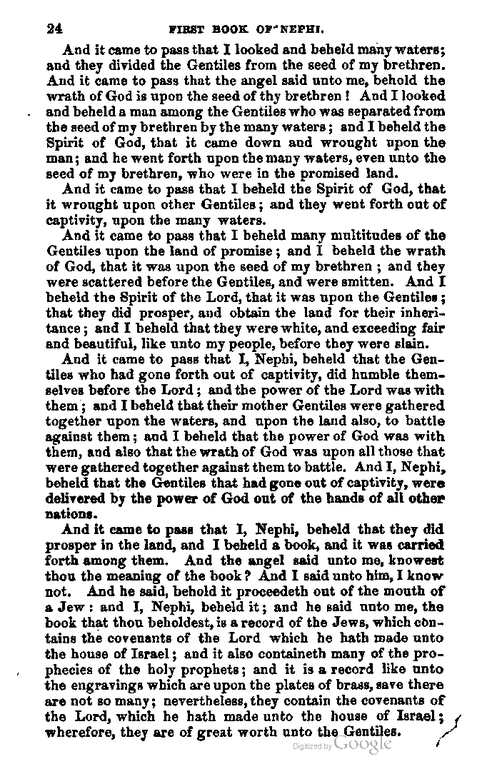 24 FIRST BOOK OF NEPHI.
And it came to pass that I looked and beheld many waters;
and they divided the Gentiles from the seed of my brethren.
And it came to pass that the angel said unto me, behold the
wrath of God is upon the seed of thy brethren! And I looked
and beheld a man among the Gentiles who was separated from
the seed of my brethren by the many waters; and I beheld the
Spirit of God, that it came down and wrought upon the
man; and he went forth upon the many waters, even unto the
seed of my brethren, who were in the promised land.
And it came to pass that I beheld the Spirit of God, that
it wrought upon other Gentiles; and they went forth out of
captivity, upon the many waters.
And it came to pass that I beheld many multitudes of the
Gentiles upon the land of promise; and I beheld the wrath
of God, that it was upon the seed of my brethren; and they
were scattered before the Gentiles, and were smitten. And I
beheld the Spirit of the Lord, that it was upon the Gentiles;
that they did prosper, and obtain the land for their inheri-
tance; and I beheld that they were white, and exceeding fair
and beautiful, like unto my people, before they were slain.
And it came to pass that I, Nephi, beheld that the Gen-
tiles who had gone forth out of captivity, did humble them-
selves before the Lord; and the power of the Lord was with
them; and I beheld that their mother Gentiles were gathered
together upon the waters, and upon the land also, to battle
against them; and I beheld that the power of God was with
them, and also that the wrath of God was upon all those that
were gathered together against them to battle. And I, Nephi,
beheld that the Gentiles that had gone out of captivity, were
delivered by the power of God out of the hands of all other
nations.
And it came to pass that I, Nephi, beheld that they did
prosper in the land, and I beheld a book, and it was carried
forth among them. And the angel said unto me, knowest
thou the meaning of the book? And I said unto him, I know
not. And he said, behold it proceedeth out of the mouth of
a Jew: and I, Nephi, beheld it; and he said unto me, the
book that thou beholdest, is a record of the Jews, which con-
tains the covenants of the Lord which he hath made unto
the house of Israel; and it also containeth many of the pro-
phecies of the holy prophets; and it is a record like unto
the engravings which are upon the plates of brass, save there
are not so many; nevertheless, they contain the covenants of
the Lord, which he hath made unto the house of Israel;
wherefore, they are of great worth unto the Gentiles.
Digitized by Google